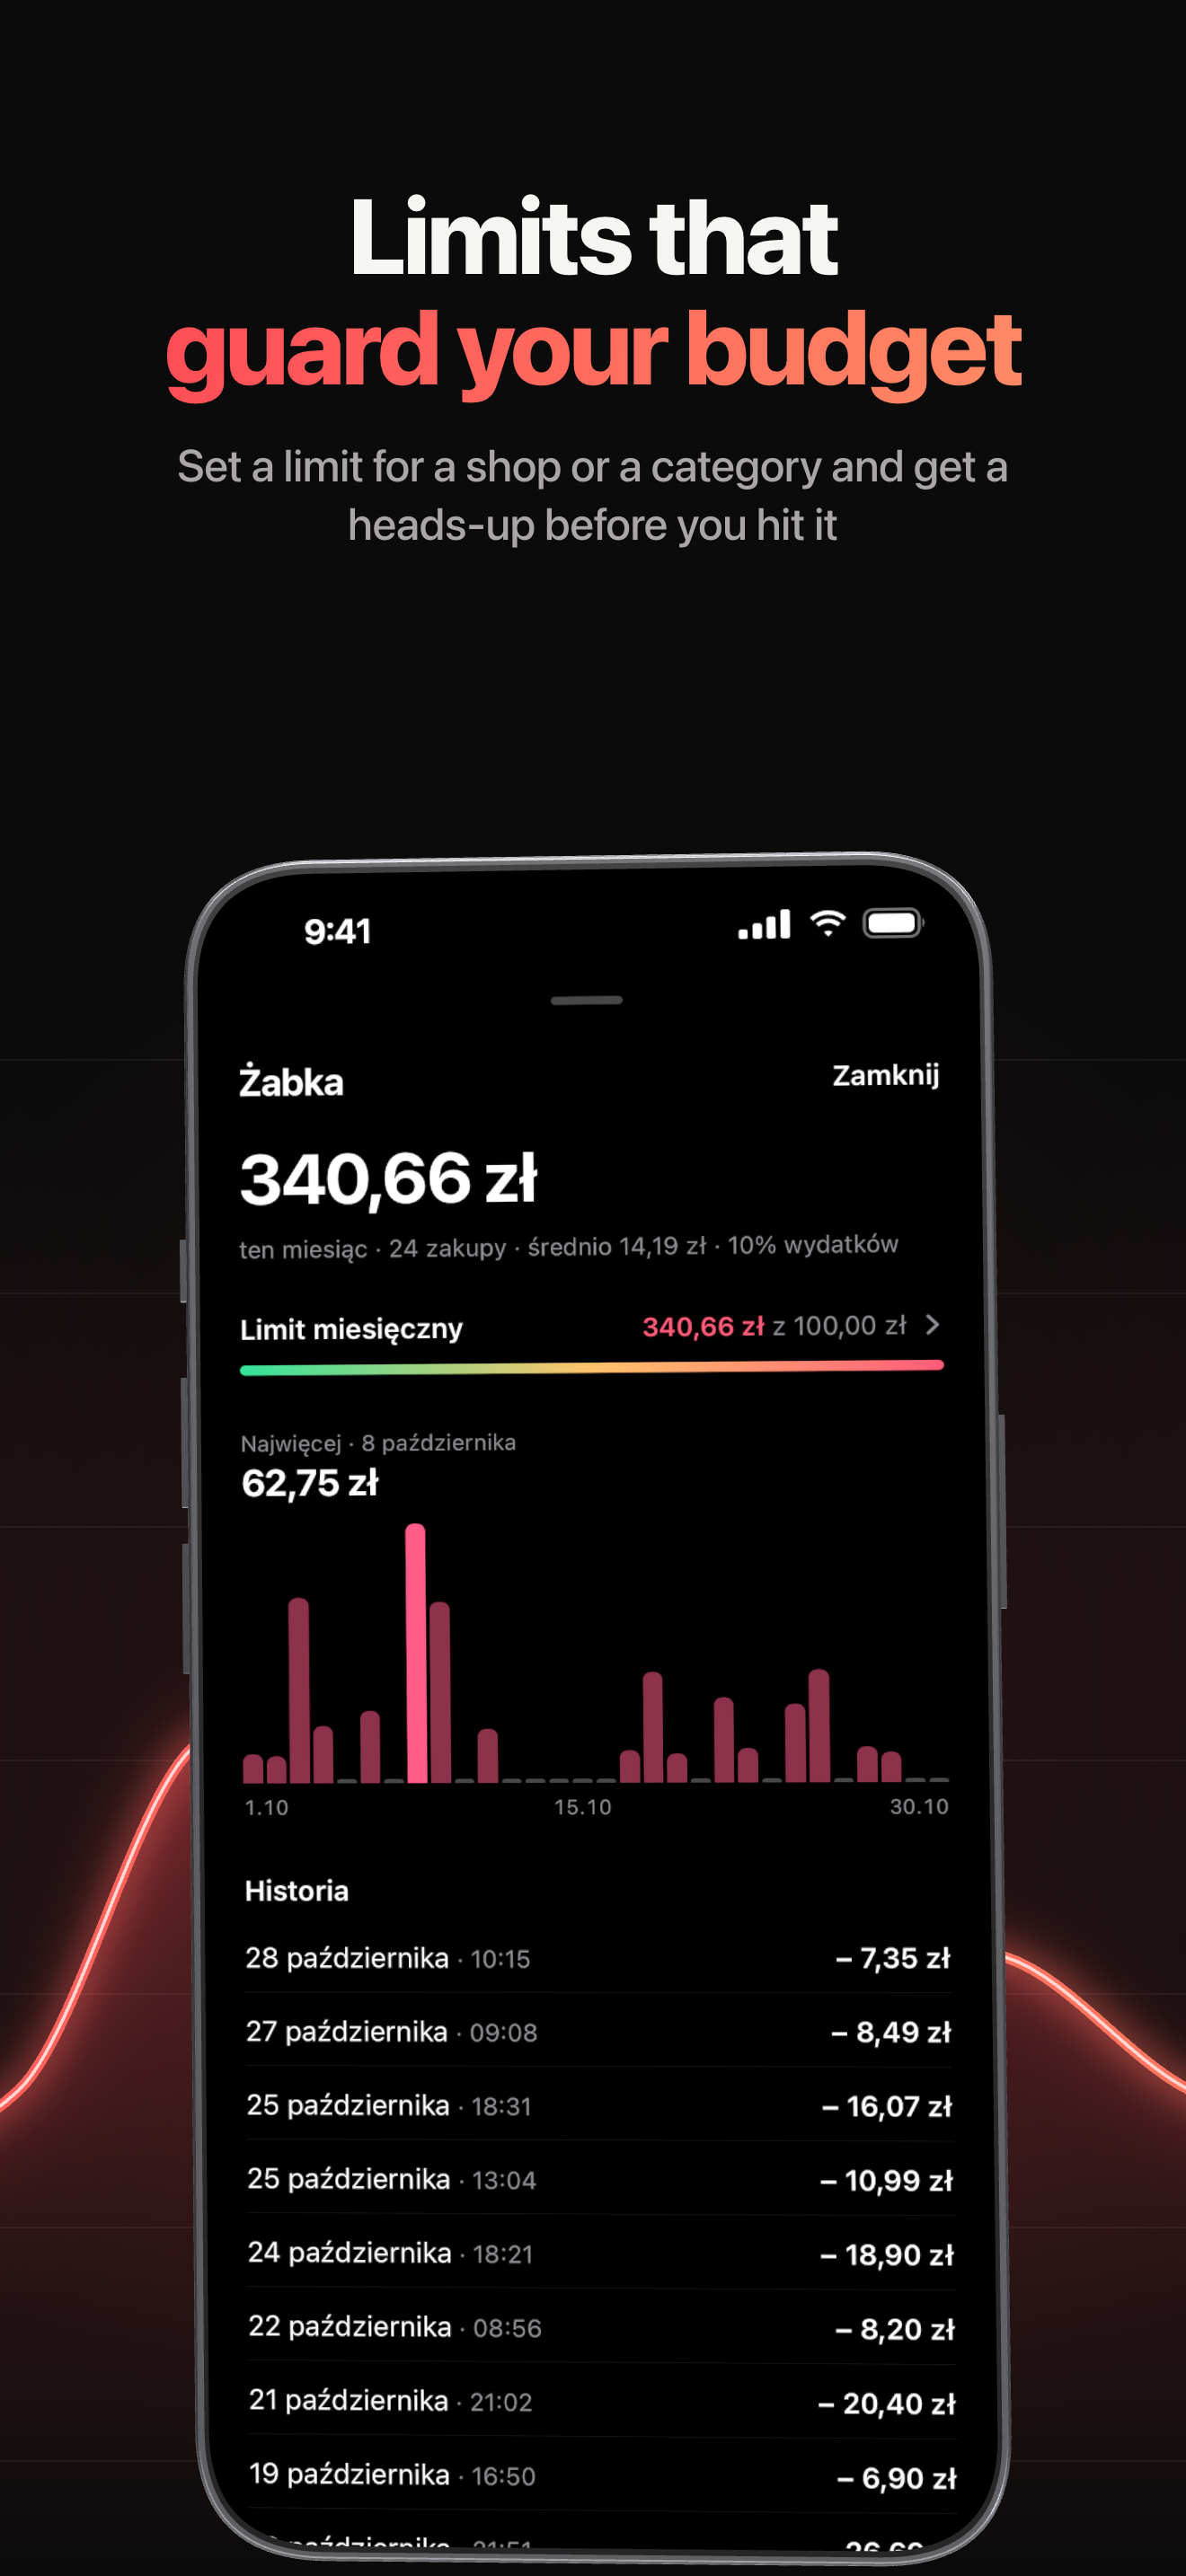 Limits that
guard your budget
Set a limit for a shop or a category and get a
heads-up before you hit it
9:41
Żabka
Zamknij
340,66 zł
ten miesiąc · 24 zakupy · średnio 14,19 zł · 10% wydatków
Limit miesięczny
340,66 zł z 100,00 zł
Najwięcej · 8 października
62,75 zł
1.10 15.10 30.10
Historia
28 października · 10:15 – 7,35 zł
27 października · 09:08 – 8,49 zł
25 października · 18:31 – 16,07 zł
25 października · 13:04 – 10,99 zł
24 października · 18:21 – 18,90 zł
22 października · 08:56 – 8,20 zł
21 października · 21:02 – 20,40 zł
19 października · 16:50 – 6,90 zł
października · 21:51